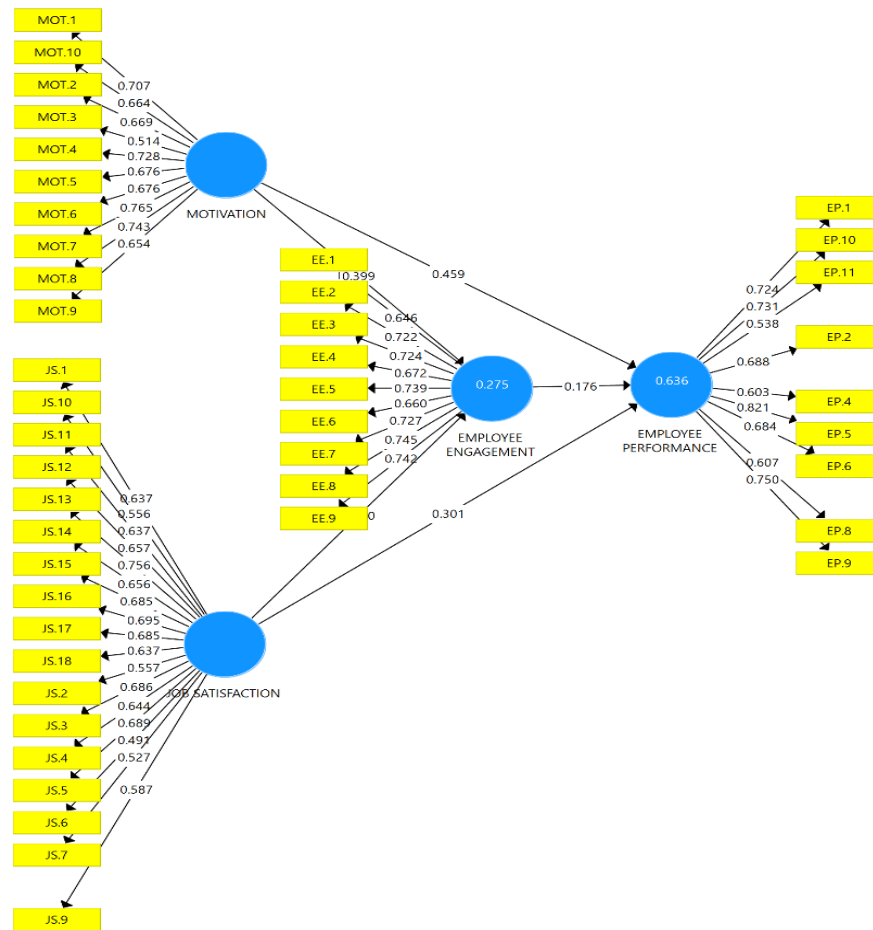 MOT.1
MOT.10
MOT.2
MOT.3
MOT.4
MOT.5
MOT.6
MOT.7
MOT.8
MOT.9
0.707
0.664
0.669
0.514
0.728
0.676
0.676
0.765
0.743
0.654
MOTIVATION
JS.1
JS.10
JS.11
JS.12
JS.13
JS.14
JS.15
JS.16
JS.17
JS.18
JS.2
JS.3
JS.4
JS.5
JS.6
JS.7
JS.9
0.637
0.556
0.637
0.657
0.756
0.656
0.685
0.695
0.685
0.637
0.557
0.686
0.644
0.689
0.491
0.527
0.587
JOB SATISFACTION
EE.1
EE.2
EE.3
EE.4
EE.5
EE.6
EE.7
EE.8
EE.9
0.399
0.646
0.722
0.724
0.672
0.739
0.660
0.727
0.745
0.742
0.275
EMPLOYEE
ENGAGEMENT
0.459
0.176
0.301
0.636
EMPLOYEE
PERFORMANCE
0.724
0.731
0.538
0.688
0.603
0.821
0.684
0.607
0.750
EP.1
EP.10
EP.11
EP.2
EP.4
EP.5
EP.6
EP.8
EP.9